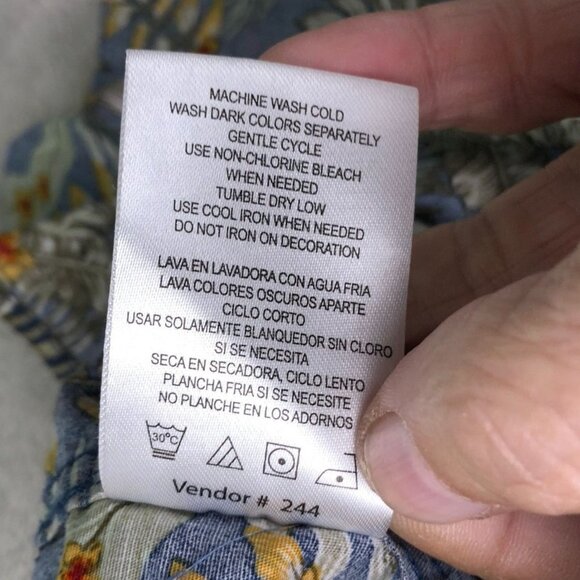 MACHINE WASH COLD
WASH DARK COLORS SEPARATELY
GENTLE CYCLE
USE NON-CHLORINE BLEACH
WHEN NEEDED
TUMBLE DRY LOW
USE COOL IRON WHEN NEEDED
DO NOT IRON ON DECORATION
LAVA EN LAVADORA CON AGUA FRIA
LAVA COLORES OSCUROS APARTE
CICLO CORTO
USAR SOLAMENTE BLANQUEADOR SIN CLORO
SI SE NECESITA
SECA EN SECADORA, CICLO LENTO
PLANCHA FRIA SI SE NECESITE
NO PLANCHE EN LOS ADORNOS
30°C
Vendor # 244